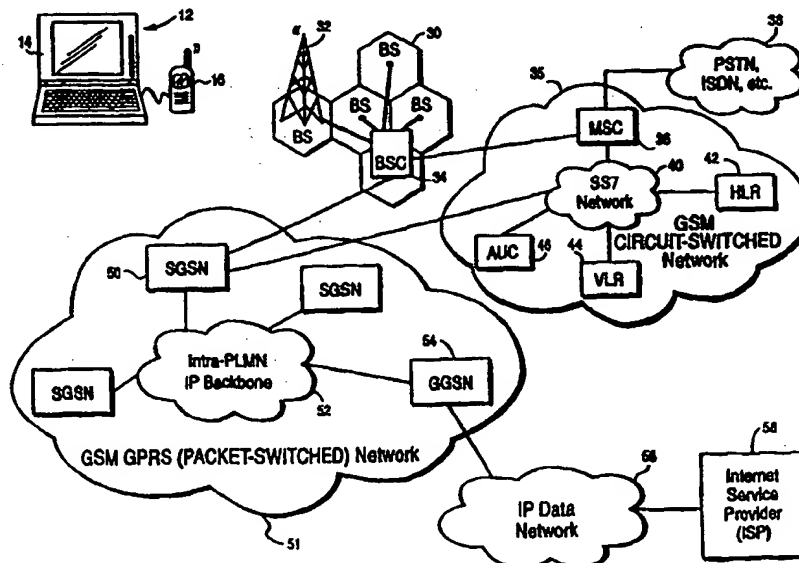 12
14
16
32
30
BS
BS
BS
BS
BSC
34
35
38
PSTN,
ISDN, etc.
MSC
36
40
42
SS7
Network
HLR
GSM
CIRCUIT-SWITCHED
Network
AUC
46
44
VLR
50
SGSN
SGSN
SGSN
Intra-PLMN
IP Backbone
52
54
GGSN
GSM GPRS (PACKET-SWITCHED) Network
51
56
IP Data
Network
58
Internet
Service
Provider
(ISP)